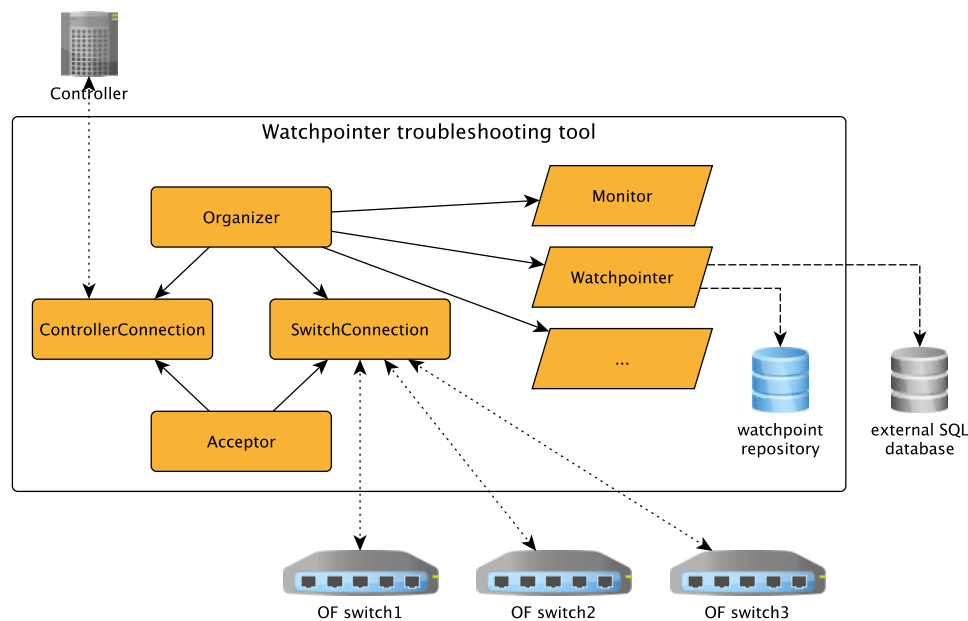 Controller
Watchpointer troubleshooting tool
Organizer
Monitor
Watchpointer
ControllerConnection
SwitchConnection
...
Acceptor
watchpoint
repository
external SQL
database
OF switch1
OF switch2
OF switch3